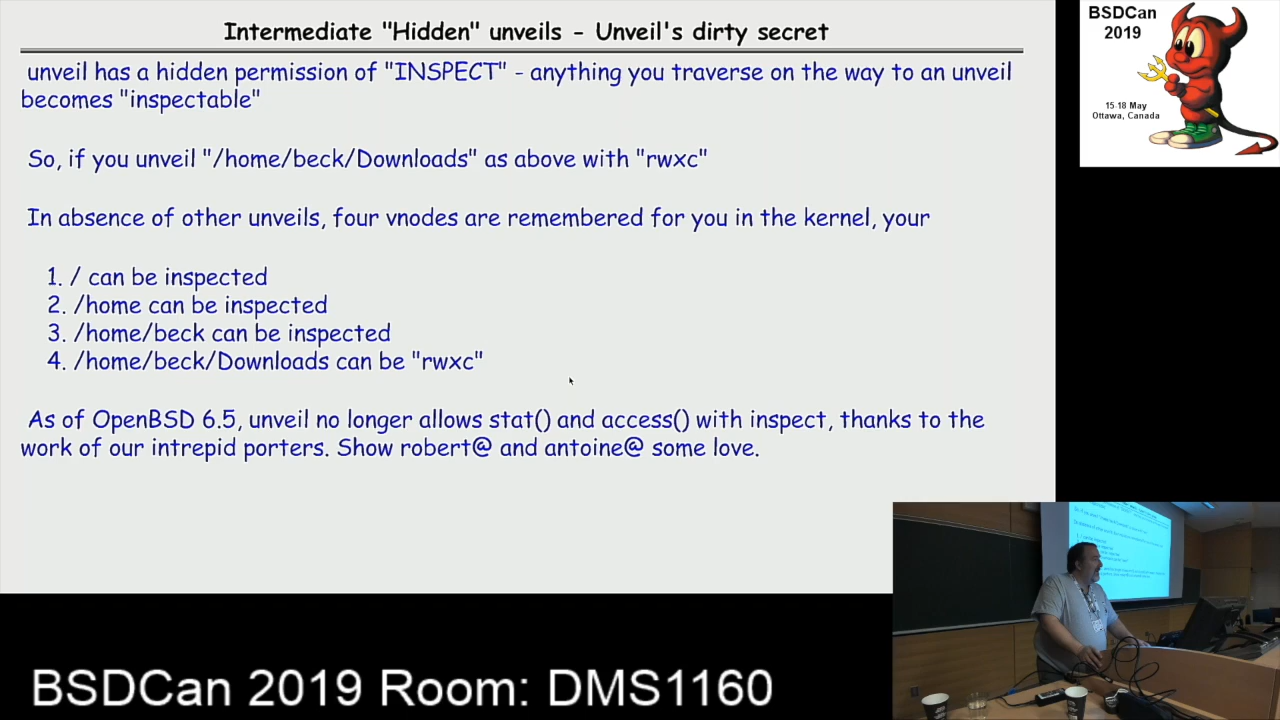 Intermediate "Hidden" unveils - Unveil's dirty secret
unveil has a hidden permission of "INSPECT" - anything you traverse on the way to an unveil
becomes "inspectable"
So, if you unveil "/home/beck/Downloads" as above with "rwxc"
In absence of other unveils, four vnodes are remembered for you in the kernel, your
1. / can be inspected
2. /home can be inspected
3. /home/beck can be inspected
4. /home/beck/Downloads can be "rwxc"
As of OpenBSD 6.5, unveil no longer allows stat() and access() with inspect, thanks to the
work of our intrepid porters. Show robert@ and antoine@ some love.
BSDCan
2019
15-18 May
Ottawa, Canada
BSDCan 2019 Room: DMS1160